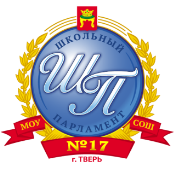 ШКОЛЬНЫЙ
ШП
ПАРЛАМЕНТ
МОУ СОШ
№17
г. ТВЕРЬ